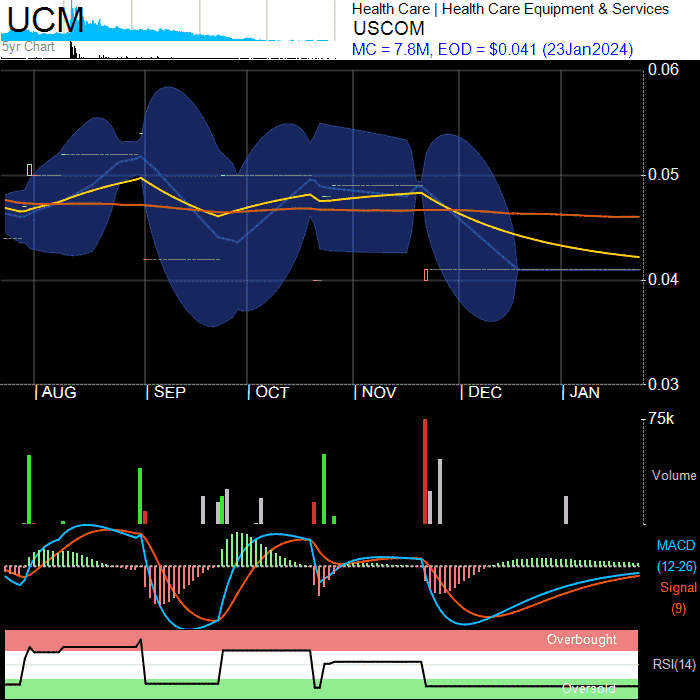 UCM
5yr Chart
Health Care | Health Care Equipment & Services
USCOM
MC = 7.8M, EOD = $0.041 (23Jan2024)
0.06
0.05
0.04
0.03
| AUG | SEP | OCT | NOV | DEC | JAN
75k
Volume
MACD
(12-26)
Signal
(9)
Overbought
RSI(14)
Oversold